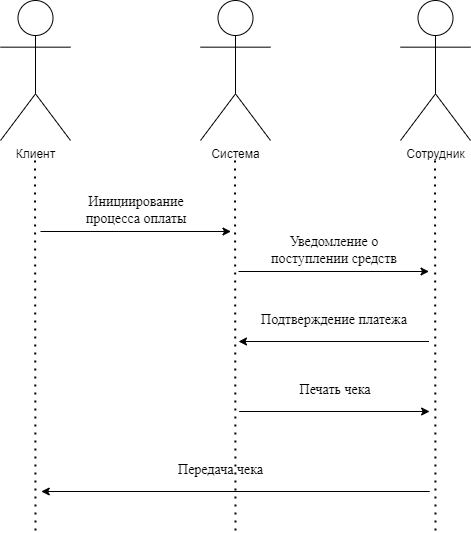 Клиент
Система
Сотрудник
Инициирование
процесса оплаты
Уведомление о
поступлении средств
Подтверждение платежа
Печать чека
Передача чека